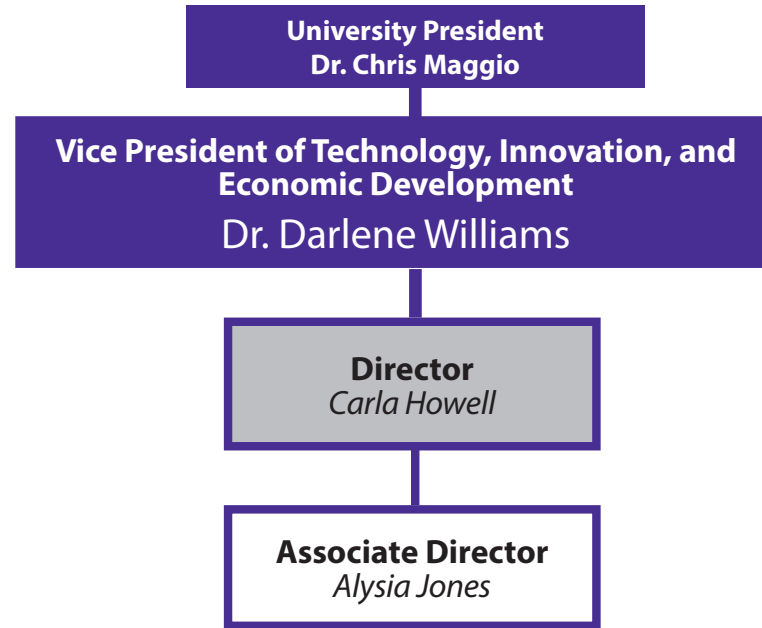 University President
Dr. Chris Maggio
Vice President of Technology, Innovation, and
Economic Development
Dr. Darlene Williams
Director
Carla Howell
Associate Director
Alysia Jones